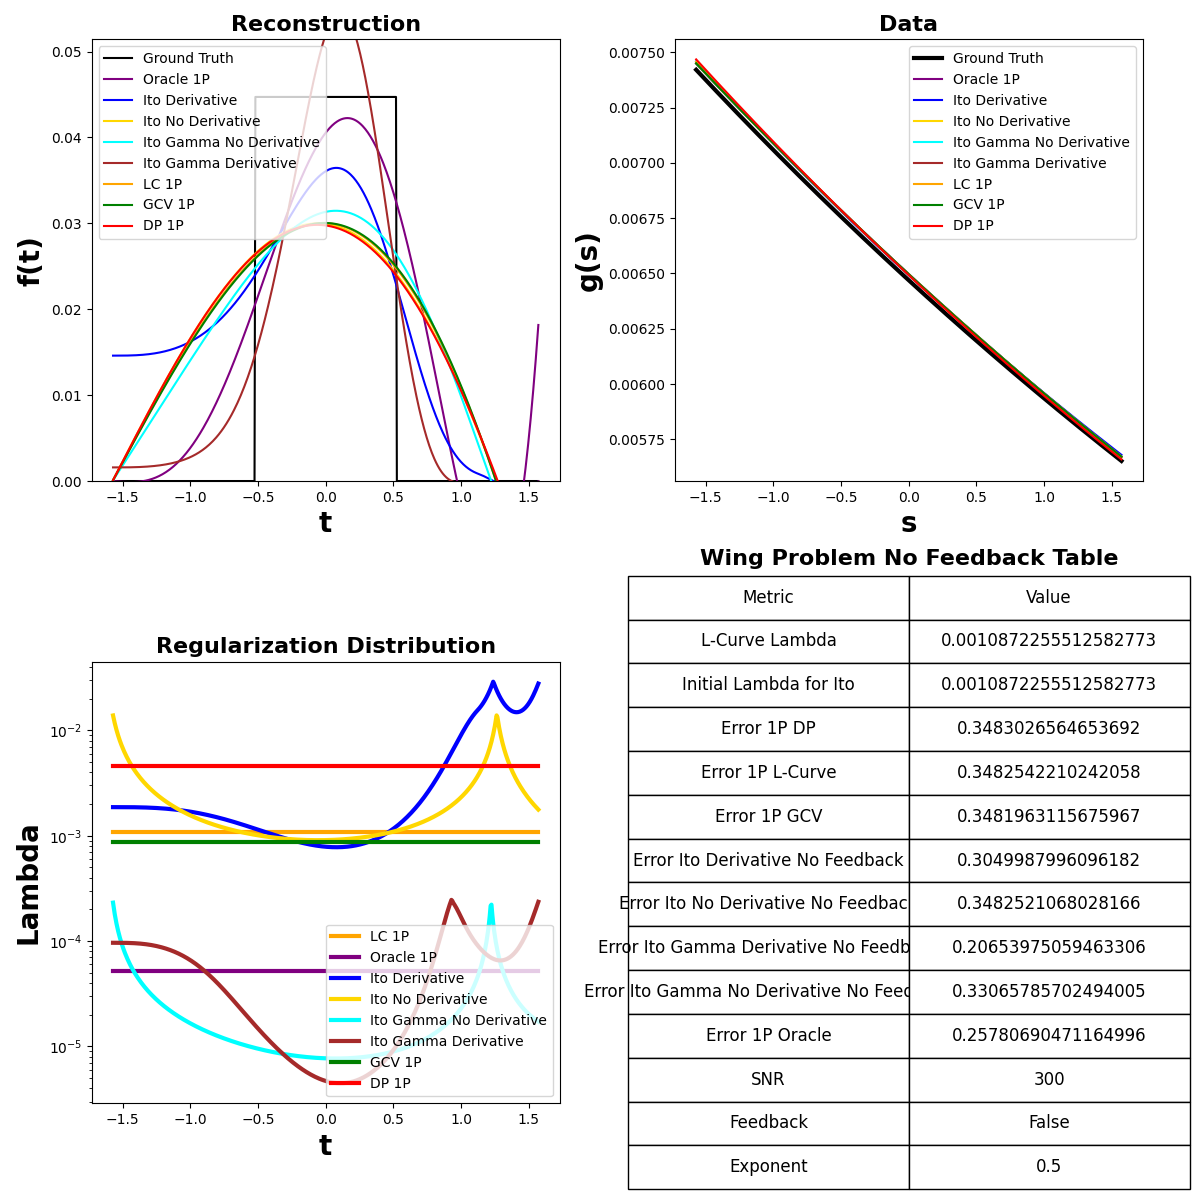 Reconstruction
0.05
0.04
0.03
0.02
0.01
0.00
f(t)
Ground Truth
Oracle 1P
Ito Derivative
Ito No Derivative
Ito Gamma No Derivative
Ito Gamma Derivative
LC 1P
GCV 1P
DP 1P
−1.5 −1.0 −0.5 0.0 0.5 1.0 1.5
t
Data
0.00750
0.00725
0.00700
0.00675
0.00650
0.00625
0.00600
0.00575
g(s)
Ground Truth
Oracle 1P
Ito Derivative
Ito No Derivative
Ito Gamma No Derivative
Ito Gamma Derivative
LC 1P
GCV 1P
DP 1P
−1.5 −1.0 −0.5 0.0 0.5 1.0 1.5
s
Regularization Distribution
10⁻²
10⁻³
10⁻⁴
10⁻⁵
Lambda
LC 1P
Oracle 1P
Ito Derivative
Ito No Derivative
Ito Gamma No Derivative
Ito Gamma Derivative
GCV 1P
DP 1P
−1.5 −1.0 −0.5 0.0 0.5 1.0 1.5
t
Wing Problem No Feedback Table
Metric Value
L-Curve Lambda 0.0010872255512582773
Initial Lambda for Ito 0.0010872255512582773
Error 1P DP 0.3483026564653692
Error 1P L-Curve 0.3482542210242058
Error 1P GCV 0.3481963115675967
Error Ito Derivative No Feedback 0.3049987996096182
Error Ito No Derivative No Feedbac 0.3482521068028166
Error Ito Gamma Derivative No Feedb 0.20653975059463306
Error Ito Gamma No Derivative No Feed 0.33065785702494005
Error 1P Oracle 0.25780690471164996
SNR 300
Feedback False
Exponent 0.5